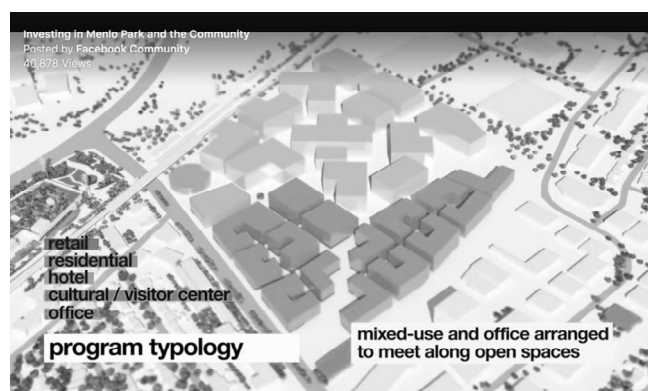 Investing in Menlo Park and the Community
Posted by Facebook Community
40,878 Views
retail
residential
hotel
cultural / visitor center
office
program typology
mixed-use and office arranged
to meet along open spaces